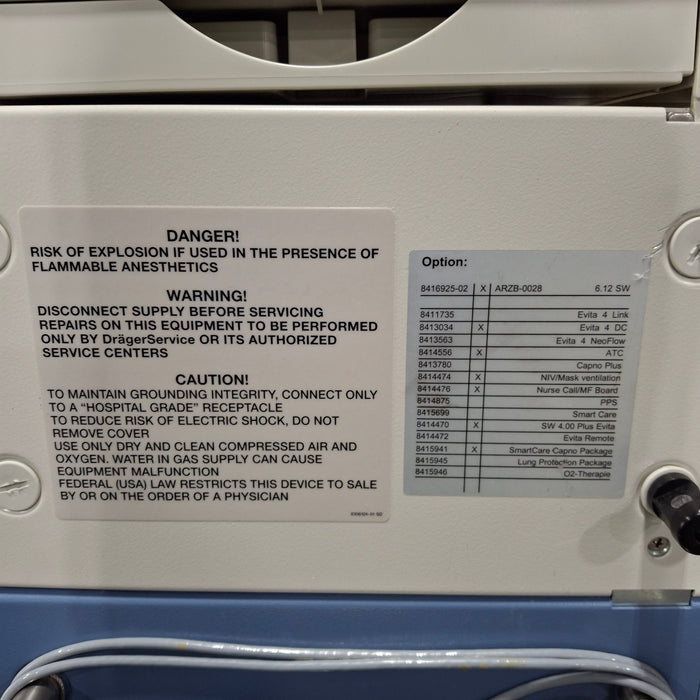 DANGER!
RISK OF EXPLOSION IF USED IN THE PRESENCE OF
FLAMMABLE ANESTHETICS
WARNING!
DISCONNECT SUPPLY BEFORE SERVICING
REPAIRS ON THIS EQUIPMENT TO BE PERFORMED
ONLY BY DrägerService OR ITS AUTHORIZED
SERVICE CENTERS
CAUTION!
TO MAINTAIN GROUNDING INTEGRITY, CONNECT ONLY
TO A "HOSPITAL GRADE" RECEPTACLE
TO REDUCE RISK OF ELECTRIC SHOCK, DO NOT
REMOVE COVER
USE ONLY DRY AND CLEAN COMPRESSED AIR AND
OXYGEN. WATER IN GAS SUPPLY CAN CAUSE
EQUIPMENT MALFUNCTION
FEDERAL (USA) LAW RESTRICTS THIS DEVICE TO SALE
BY OR ON THE ORDER OF A PHYSICIAN
Option:
8416925-02 X ARZB-0028 6.12 SW
8411735 Evita 4 Link
8413034 X Evita 4 DC
8413563 Evita 4 NeoFlow
8414556 X ATC
8413780 Capno Plus
8414474 X NIV/Mask ventilation
8414476 X Nurse Call/MF Board
8414875 PPS
8415699 Smart Care
8414470 X SW 4.00 Plus Evita
8414472 Evita Remote
8415941 X SmartCare Capno Package
8415945 Lung Protection Package
8415946 O2-Therapie